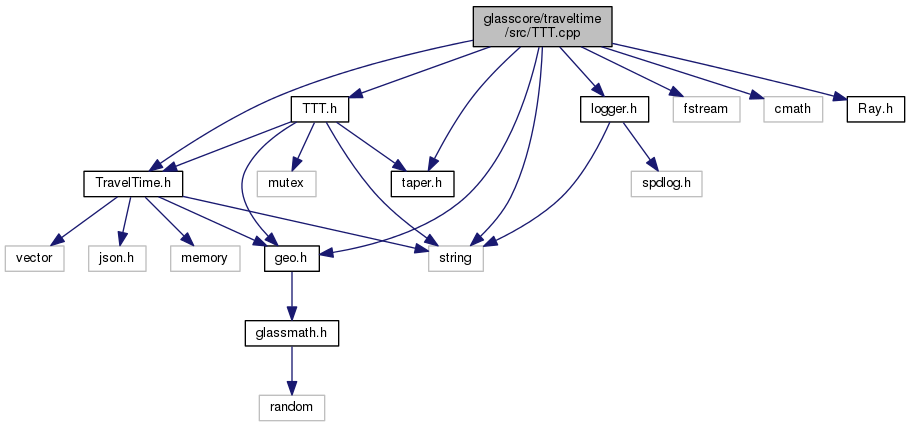 glasscore/traveltime
/src/TTT.cpp
TTT.h
logger.h
fstream
cmath
Ray.h
TravelTime.h
mutex
taper.h
spdlog.h
vector
json.h
memory
geo.h
string
glassmath.h
random